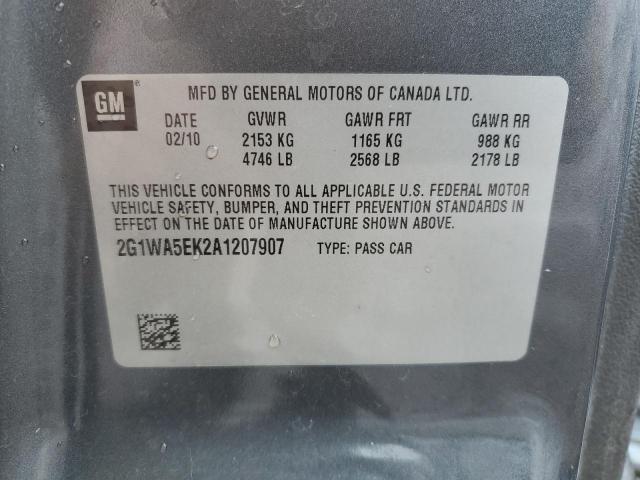 GM®
MFD BY GENERAL MOTORS OF CANADA LTD.
DATE GVWR GAWR FRT GAWR RR
02/10 2153 KG 1165 KG 988 KG
4746 LB 2568 LB 2178 LB
THIS VEHICLE CONFORMS TO ALL APPLICABLE U.S. FEDERAL MOTOR
VEHICLE SAFETY, BUMPER, AND THEFT PREVENTION STANDARDS IN
EFFECT ON THE DATE OF MANUFACTURE SHOWN ABOVE.
2G1WA5EK2A1207907 TYPE: PASS CAR